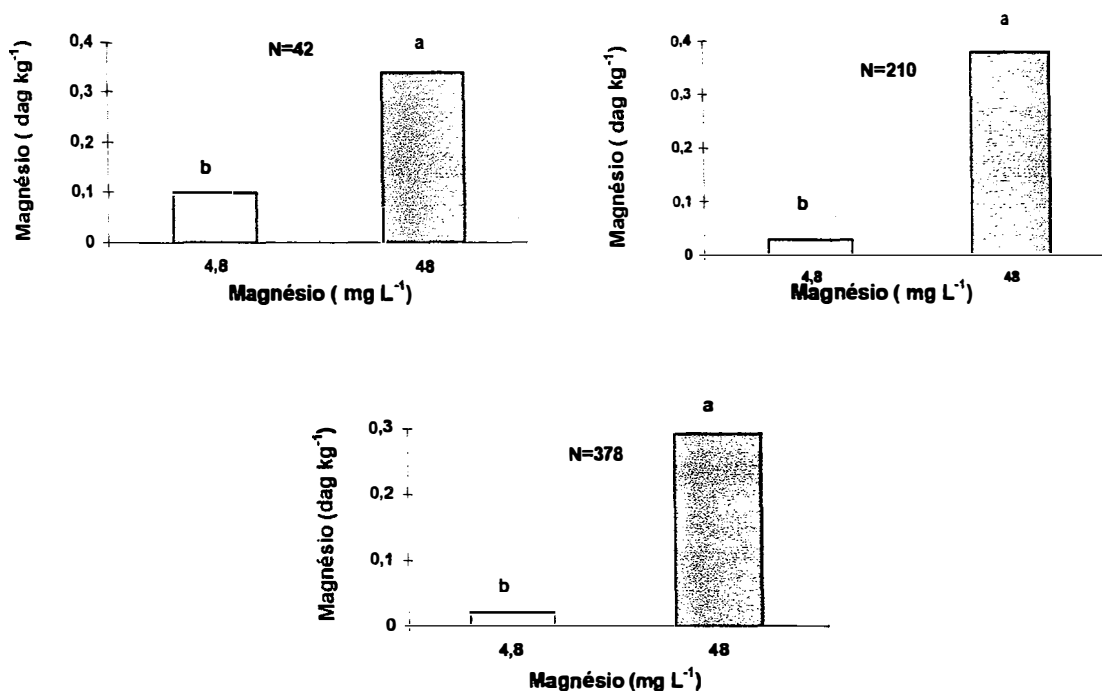 Magnésio ( dag kg-1)
0,4
0,3
0,2
0,1
0
N=42
b
a
4,8
48
Magnésio ( mg L-1)
Magnésio ( dag kg-1)
0,4
0,3
0,2
0,1
0
N=210
b
a
4,8
48
Magnésio ( mg L-1)
Magnésio (dag kg-1)
0,3
0,2
0,1
0
N=378
b
a
4,8
48
Magnésio (mg L-1)